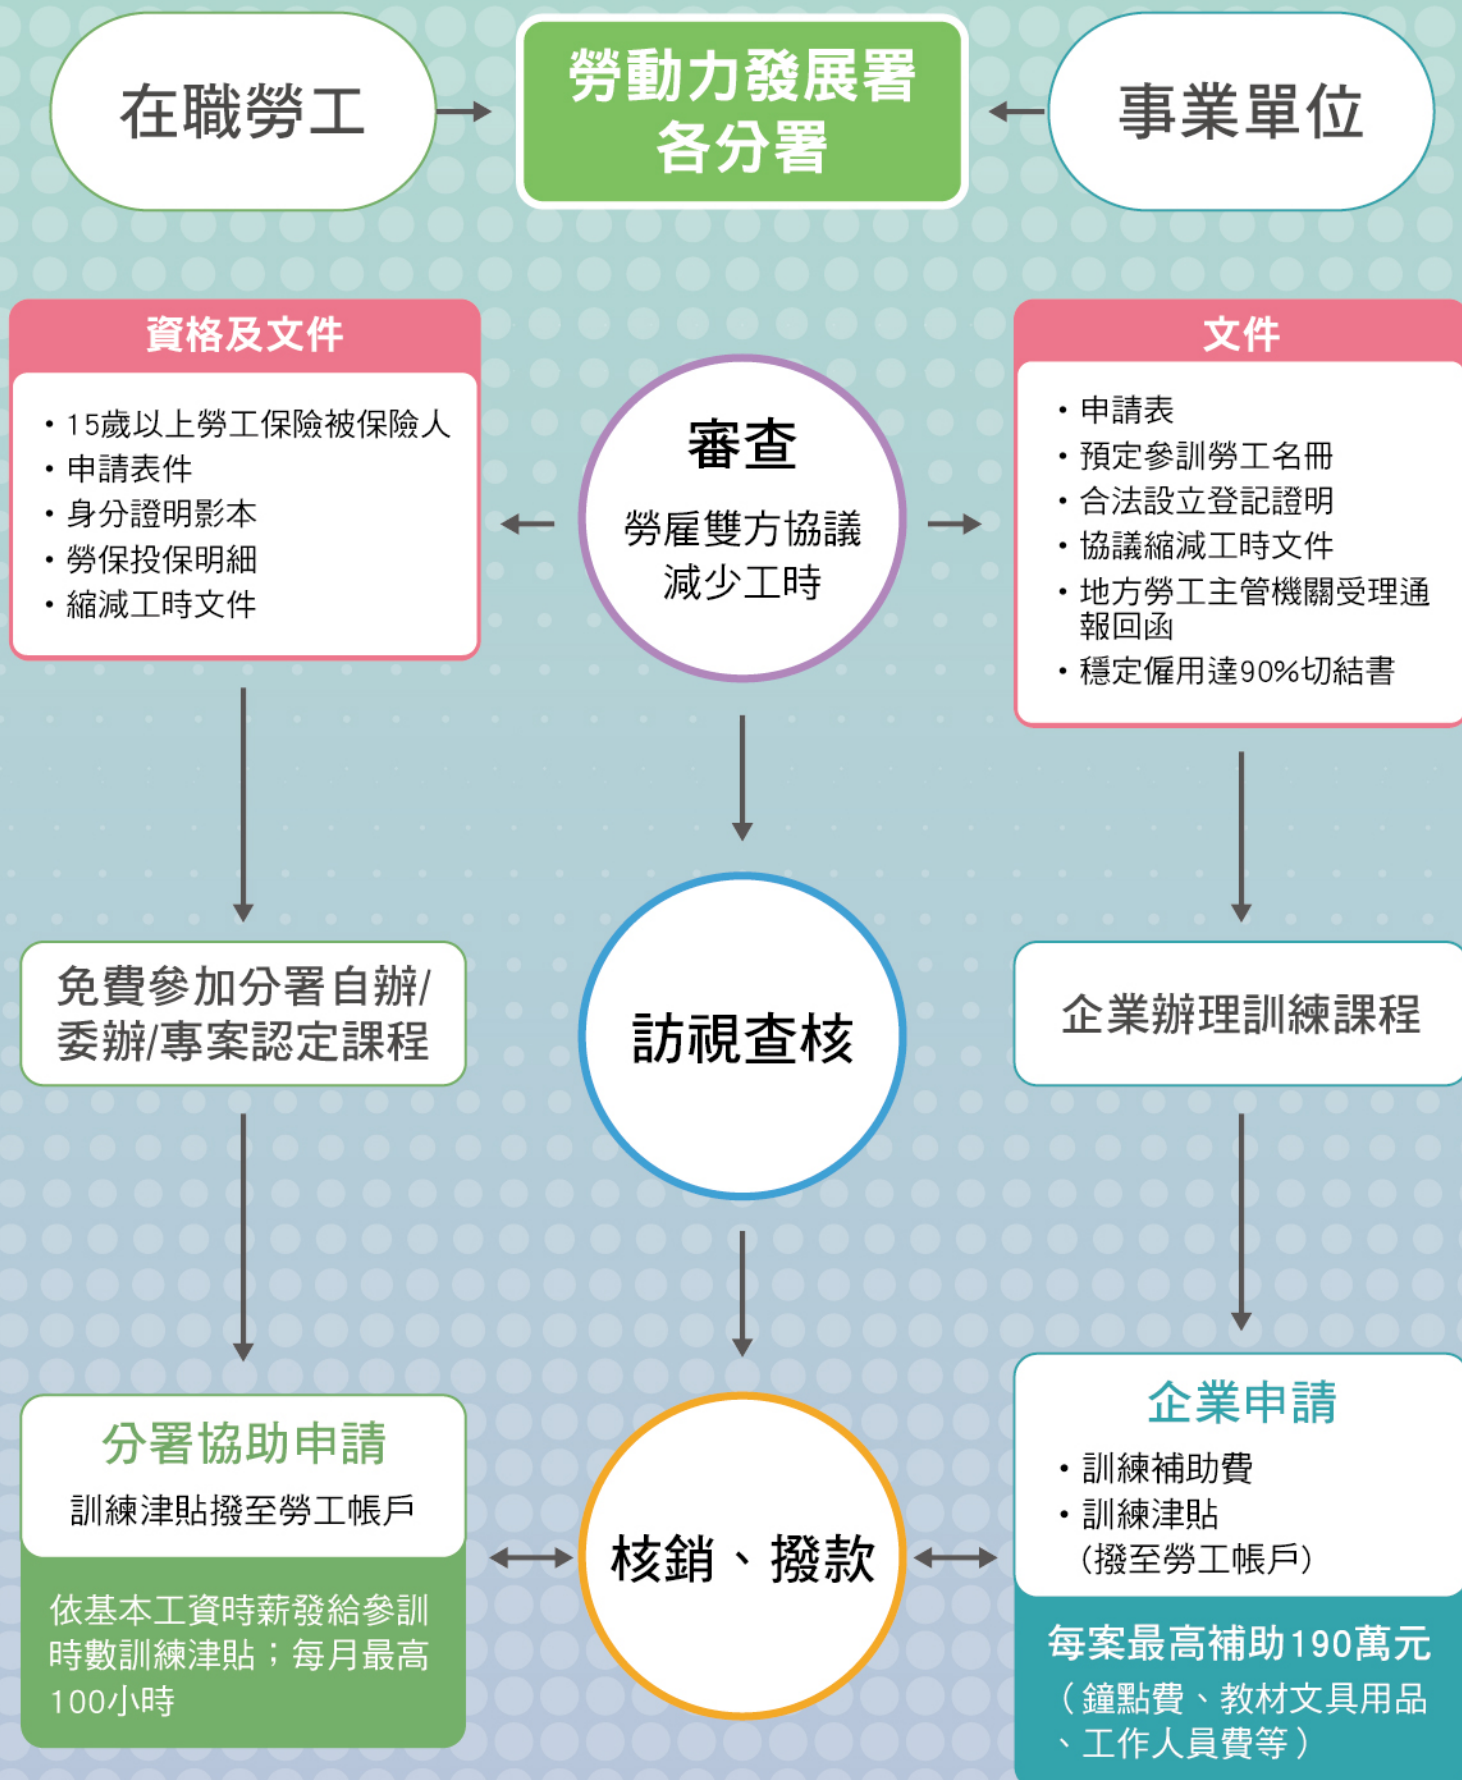 在職勞工
勞動力發展署
各分署
事業單位
資格及文件
・15歲以上勞工保險被保險人
・申請表件
・身分證明影本
・勞保投保明細
・縮減工時文件
審查
勞雇雙方協議
減少工時
文件
・申請表
・預定參訓勞工名冊
・合法設立登記證明
・協議縮減工時文件
・地方勞工主管機關受理通
報回函
・穩定僱用達90%切結書
免費參加分署自辦/
委辦/專案認定課程
訪視查核
企業辦理訓練課程
分署協助申請
訓練津貼撥至勞工帳戶
依基本工資時薪發給參訓
時數訓練津貼；每月最高
100小時
核銷、撥款
企業申請
・訓練補助費
・訓練津貼
(撥至勞工帳戶)
每案最高補助190萬元
（鐘點費、教材文具用品
、工作人員費等）